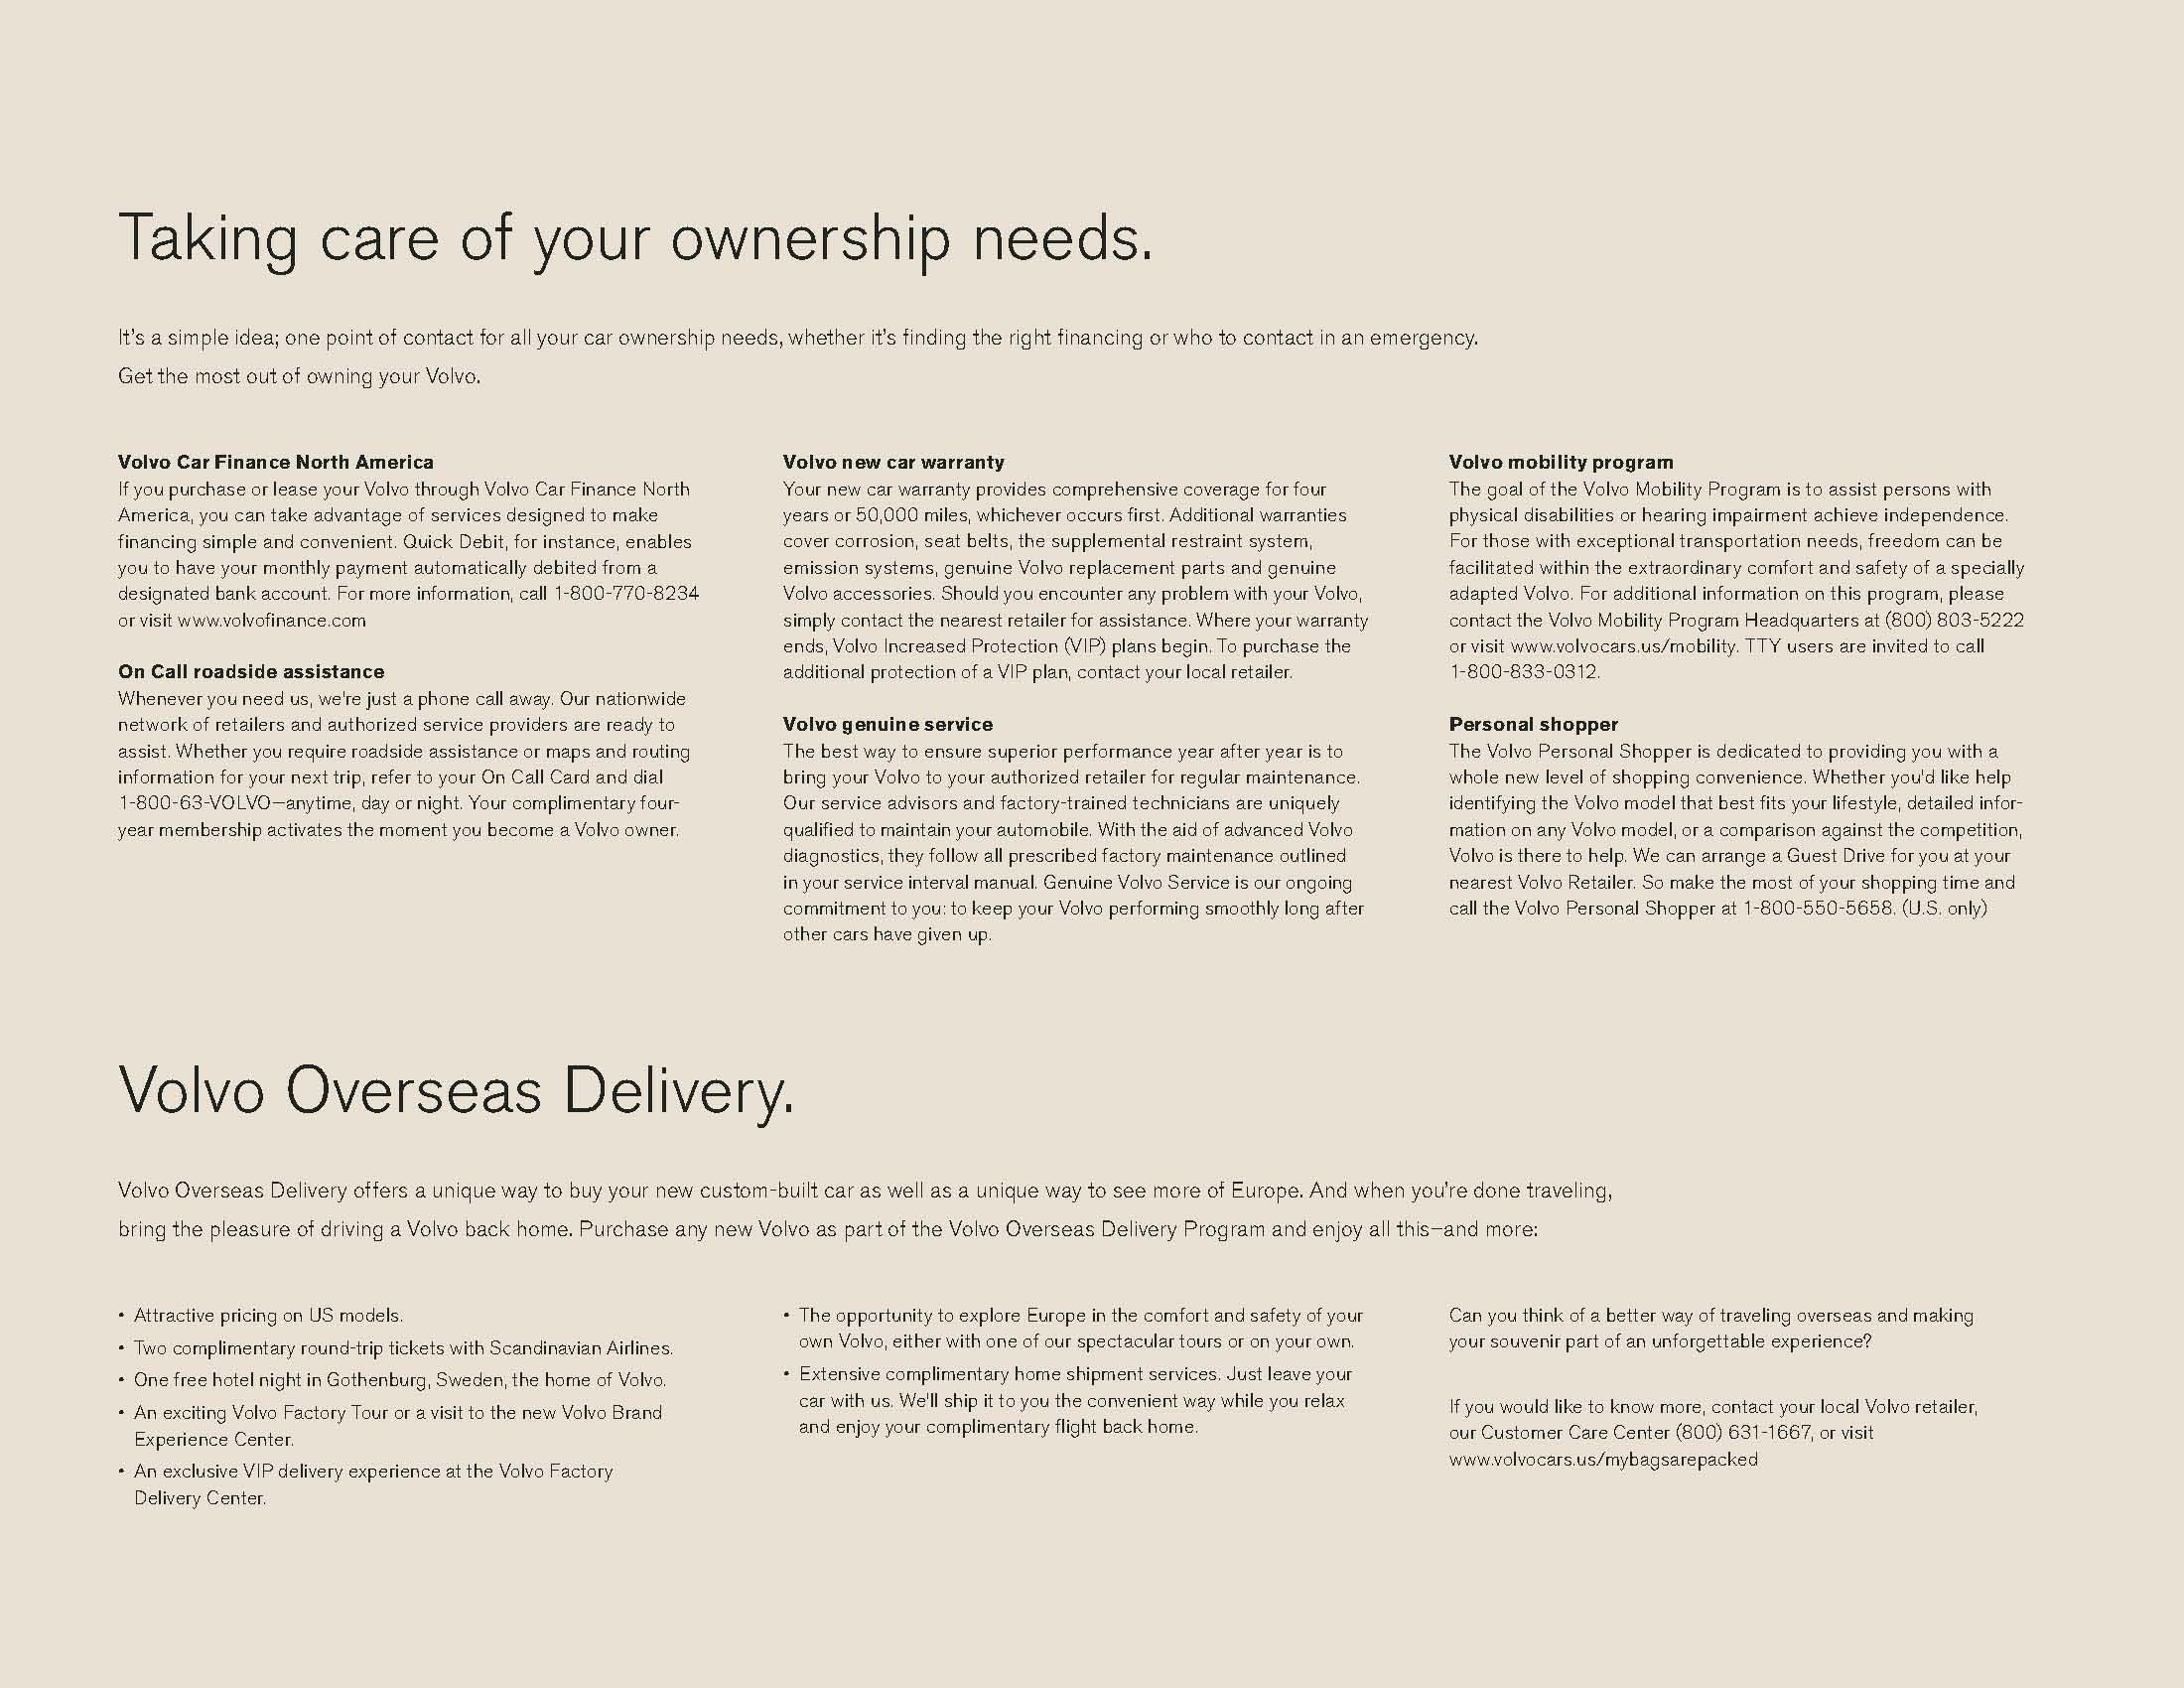 Taking care of your ownership needs.
It's a simple idea; one point of contact for all your car ownership needs, whether it's finding the right financing or who to contact in an emergency.
Get the most out of owning your Volvo.
Volvo Car Finance North America
If you purchase or lease your Volvo through Volvo Car Finance North
America, you can take advantage of services designed to make
financing simple and convenient. Quick Debit, for instance, enables
you to have your monthly payment automatically debited from a
designated bank account. For more information, call 1-800-770-8234
or visit www.volvofinance.com
On Call roadside assistance
Whenever you need us, we're just a phone call away. Our nationwide
network of retailers and authorized service providers are ready to
assist. Whether you require roadside assistance or maps and routing
information for your next trip, refer to your On Call Card and dial
1-800-63-VOLVO—anytime, day or night. Your complimentary four-
year membership activates the moment you become a Volvo owner.
Volvo new car warranty
Your new car warranty provides comprehensive coverage for four
years or 50,000 miles, whichever occurs first. Additional warranties
cover corrosion, seat belts, the supplemental restraint system,
emission systems, genuine Volvo replacement parts and genuine
Volvo accessories. Should you encounter any problem with your Volvo,
simply contact the nearest retailer for assistance. Where your warranty
ends, Volvo Increased Protection (VIP) plans begin. To purchase the
additional protection of a VIP plan, contact your local retailer.
Volvo genuine service
The best way to ensure superior performance year after year is to
bring your Volvo to your authorized retailer for regular maintenance.
Our service advisors and factory-trained technicians are uniquely
qualified to maintain your automobile. With the aid of advanced Volvo
diagnostics, they follow all prescribed factory maintenance outlined
in your service interval manual. Genuine Volvo Service is our ongoing
commitment to you: to keep your Volvo performing smoothly long after
other cars have given up.
Volvo mobility program
The goal of the Volvo Mobility Program is to assist persons with
physical disabilities or hearing impairment achieve independence.
For those with exceptional transportation needs, freedom can be
facilitated within the extraordinary comfort and safety of a specially
adapted Volvo. For additional information on this program, please
contact the Volvo Mobility Program Headquarters at (800) 803-5222
or visit www.volvocars.us/mobility. TTY users are invited to call
1-800-833-0312.
Personal shopper
The Volvo Personal Shopper is dedicated to providing you with a
whole new level of shopping convenience. Whether you'd like help
identifying the Volvo model that best fits your lifestyle, detailed infor-
mation on any Volvo model, or a comparison against the competition,
Volvo is there to help. We can arrange a Guest Drive for you at your
nearest Volvo Retailer. So make the most of your shopping time and
call the Volvo Personal Shopper at 1-800-550-5658. (U.S. only)
Volvo Overseas Delivery.
Volvo Overseas Delivery offers a unique way to buy your new custom-built car as well as a unique way to see more of Europe. And when you're done traveling,
bring the pleasure of driving a Volvo back home. Purchase any new Volvo as part of the Volvo Overseas Delivery Program and enjoy all this—and more:
• Attractive pricing on US models.
• Two complimentary round-trip tickets with Scandinavian Airlines.
• One free hotel night in Gothenburg, Sweden, the home of Volvo.
• An exciting Volvo Factory Tour or a visit to the new Volvo Brand
Experience Center.
• An exclusive VIP delivery experience at the Volvo Factory
Delivery Center.
• The opportunity to explore Europe in the comfort and safety of your
own Volvo, either with one of our spectacular tours or on your own.
• Extensive complimentary home shipment services. Just leave your
car with us. We'll ship it to you the convenient way while you relax
and enjoy your complimentary flight back home.
Can you think of a better way of traveling overseas and making
your souvenir part of an unforgettable experience?
If you would like to know more, contact your local Volvo retailer,
our Customer Care Center (800) 631-1667, or visit
www.volvocars.us/mybagsarepacked